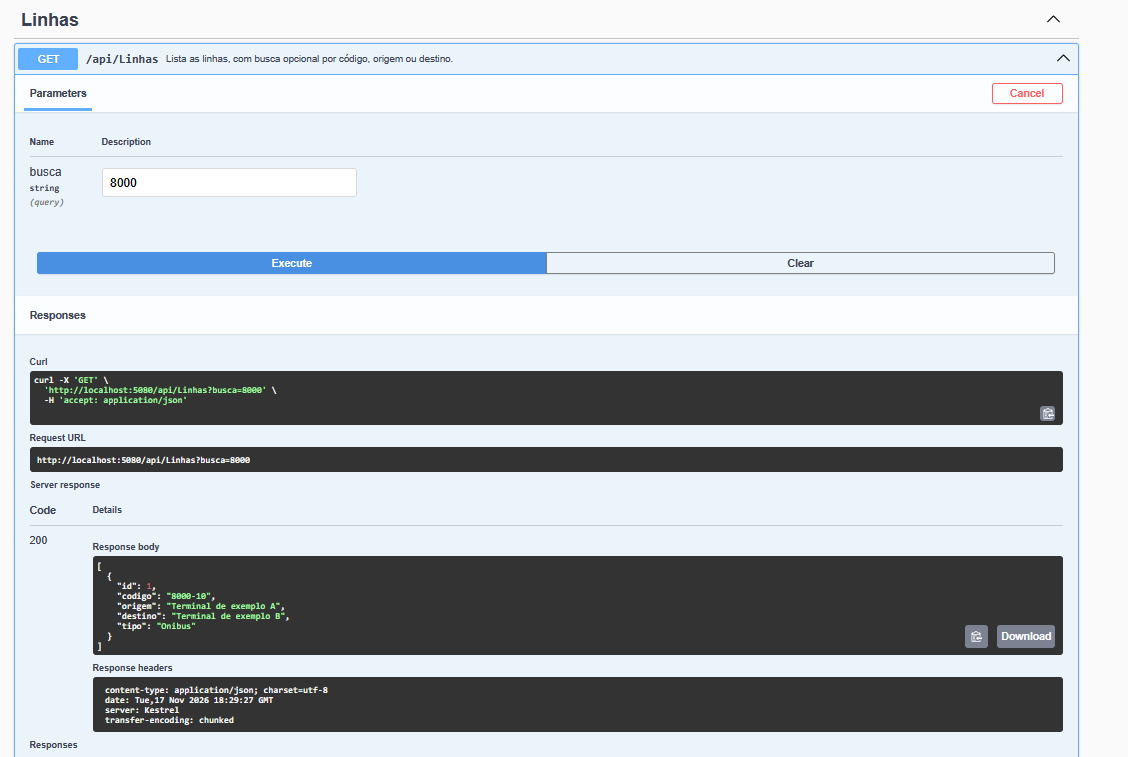 Linhas
GET /api/Linhas Lista as linhas, com busca opcional por código, origem ou destino.
Parameters
Cancel
Name Description
busca
string
(query)
8000
Execute Clear
Responses
Curl
curl -X 'GET' \
'http://localhost:5080/api/Linhas?busca=8000' \
-H 'accept: application/json'
Request URL
http://localhost:5080/api/Linhas?busca=8000
Server response
Code Details
200
Response body
[
{
"id": 1,
"codigo": "8000-10",
"origem": "Terminal de exemplo A",
"destino": "Terminal de exemplo B",
"tipo": "Onibus"
}
]
Download
Response headers
content-type: application/json; charset=utf-8
date: Tue,17 Nov 2026 18:29:27 GMT
server: Kestrel
transfer-encoding: chunked
Responses